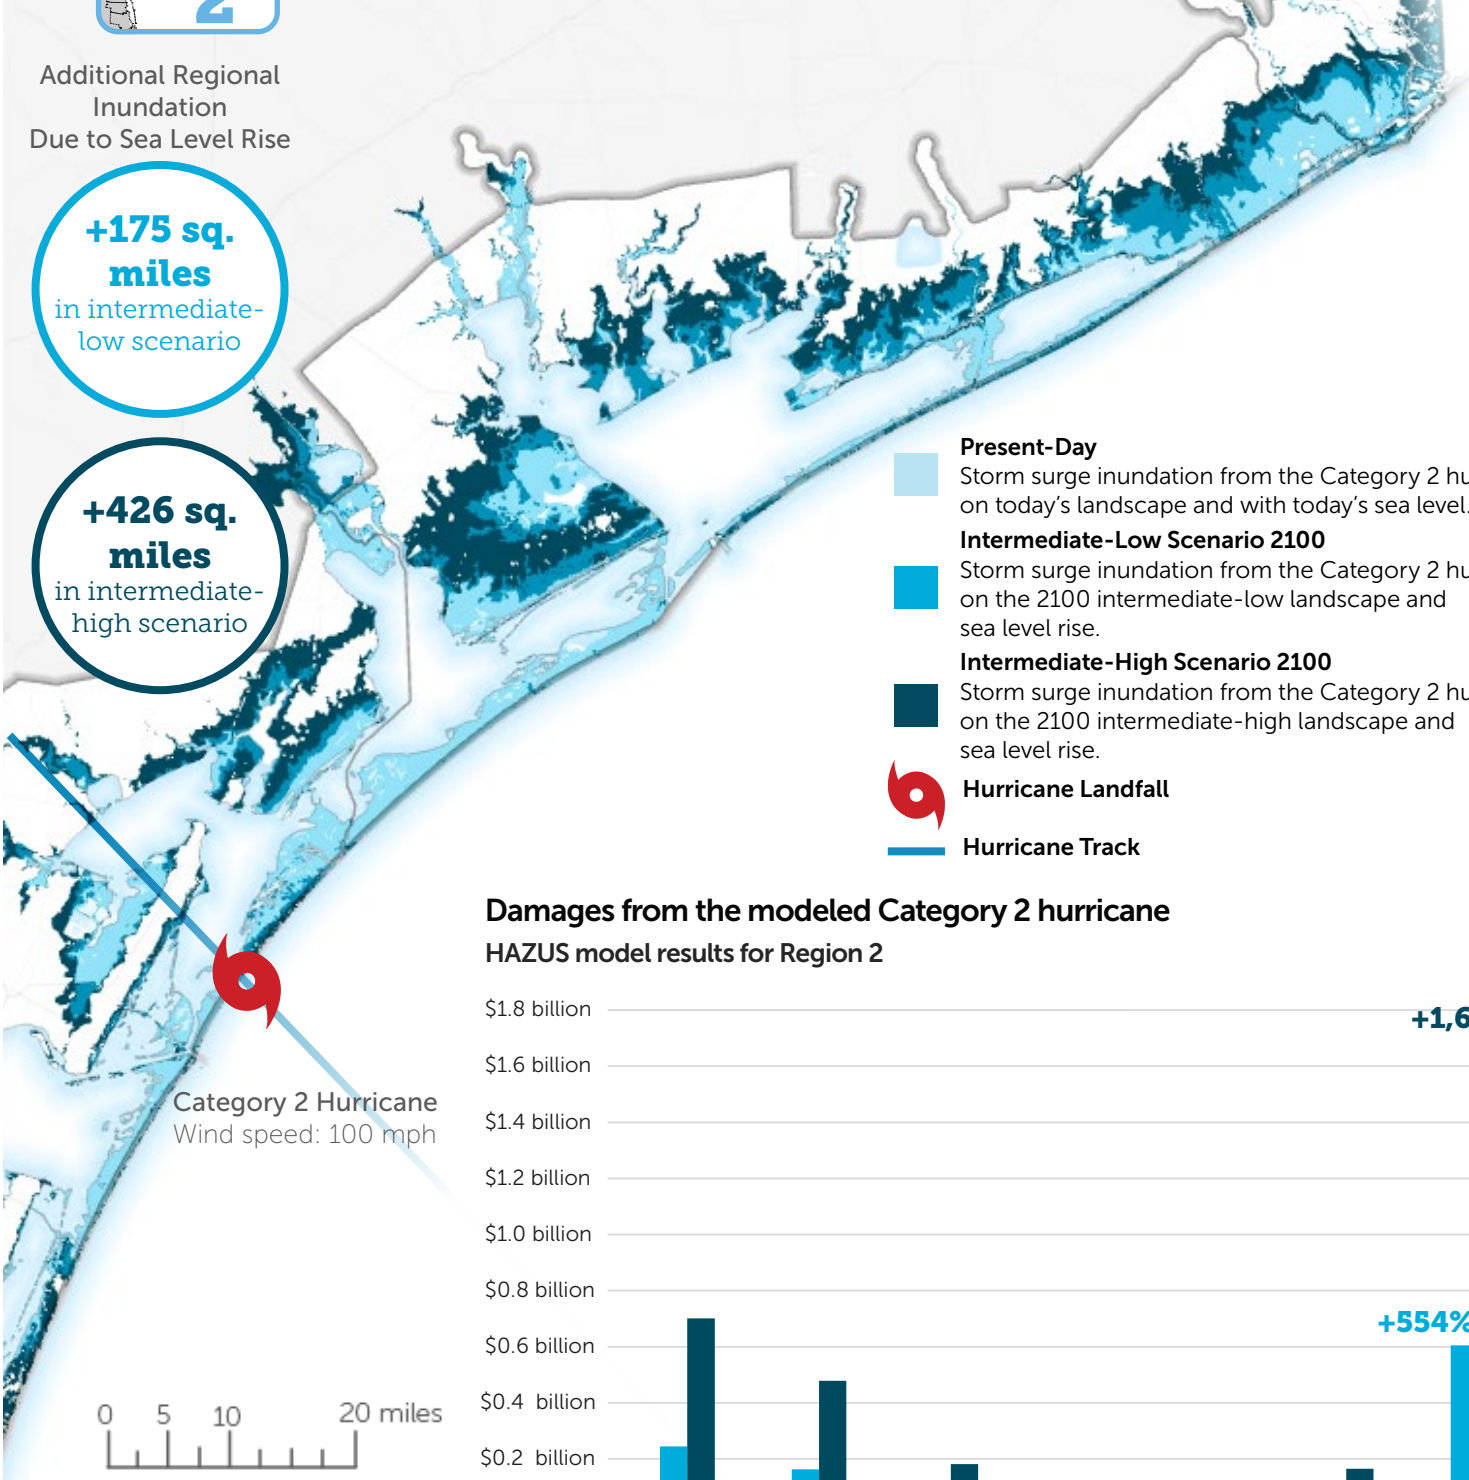 2
Additional Regional
Inundation
Due to Sea Level Rise
+175 sq.
miles
in intermediate-
low scenario
+426 sq.
miles
in intermediate-
high scenario
Present-Day
Storm surge inundation from the Category 2 hu
on today's landscape and with today's sea level.
Intermediate-Low Scenario 2100
Storm surge inundation from the Category 2 hu
on the 2100 intermediate-low landscape and
sea level rise.
Intermediate-High Scenario 2100
Storm surge inundation from the Category 2 hu
on the 2100 intermediate-high landscape and
sea level rise.
Hurricane Landfall
Hurricane Track
Category 2 Hurricane
Wind speed: 100 mph
0 5 10 20 miles
Damages from the modeled Category 2 hurricane
HAZUS model results for Region 2
$1.8 billion
+1,6
$1.6 billion
$1.4 billion
$1.2 billion
$1.0 billion
$0.8 billion
+554%
$0.6 billion
$0.4 billion
$0.2 billion